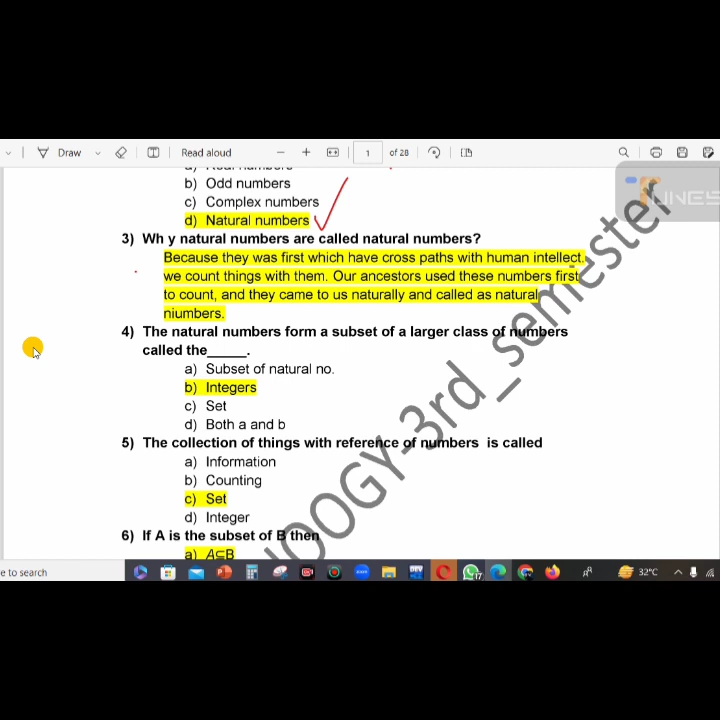 Draw
Read aloud
1
of 28
b) Odd numbers
c) Complex numbers
d) Natural numbers
3) Wh y natural numbers are called natural numbers?
Because they was first which have cross paths with human intellect.
we count things with them. Our ancestors used these numbers first
to count, and they came to us naturally and called as natural
niumbers.
4) The natural numbers form a subset of a larger class of numbers
called the_____.
a) Subset of natural no.
b) Integers
c) Set
d) Both a and b
5) The collection of things with reference of numbers is called
a) Information
b) Counting
c) Set
d) Integer
6) If A is the subset of B then
a) A⊆B
OOGY-3rd_semester
TUNES
e to search
17
32°C